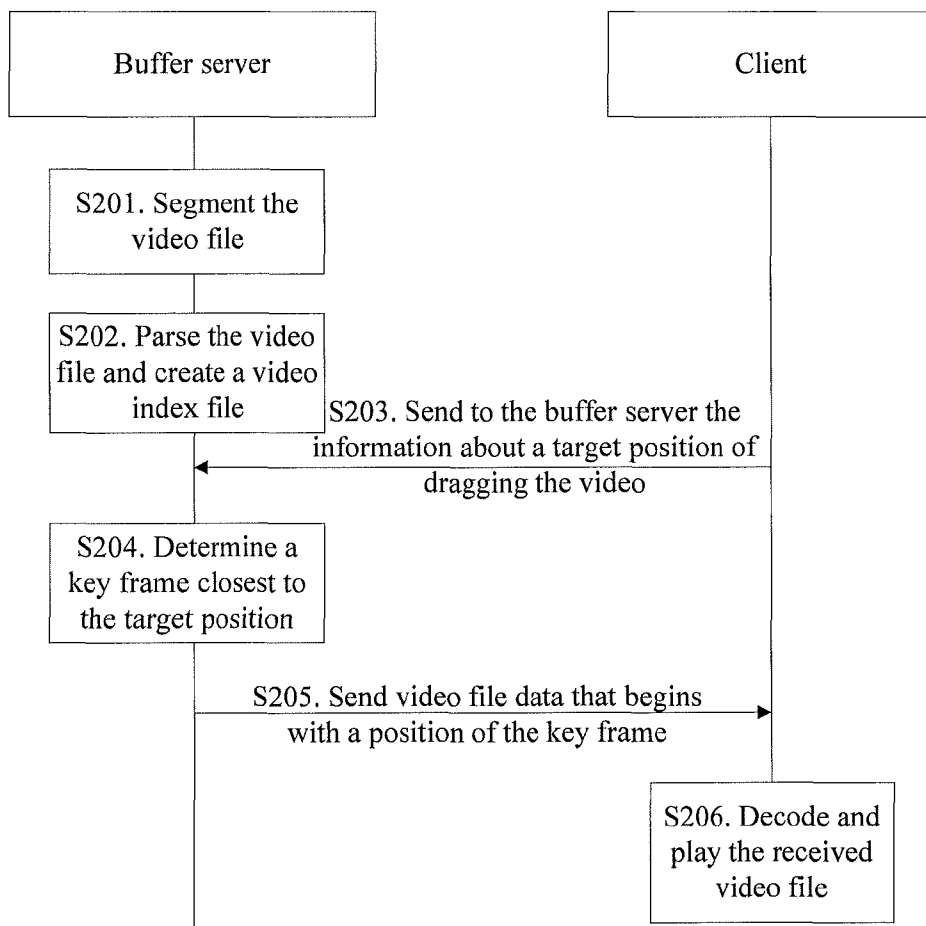 Buffer server
Client
S201. Segment the
video file
S202. Parse the video
file and create a video
index file
S203. Send to the buffer server the
information about a target position of
dragging the video
S204. Determine a
key frame closest to
the target position
S205. Send video file data that begins
with a position of the key frame
S206. Decode and
play the received
video file